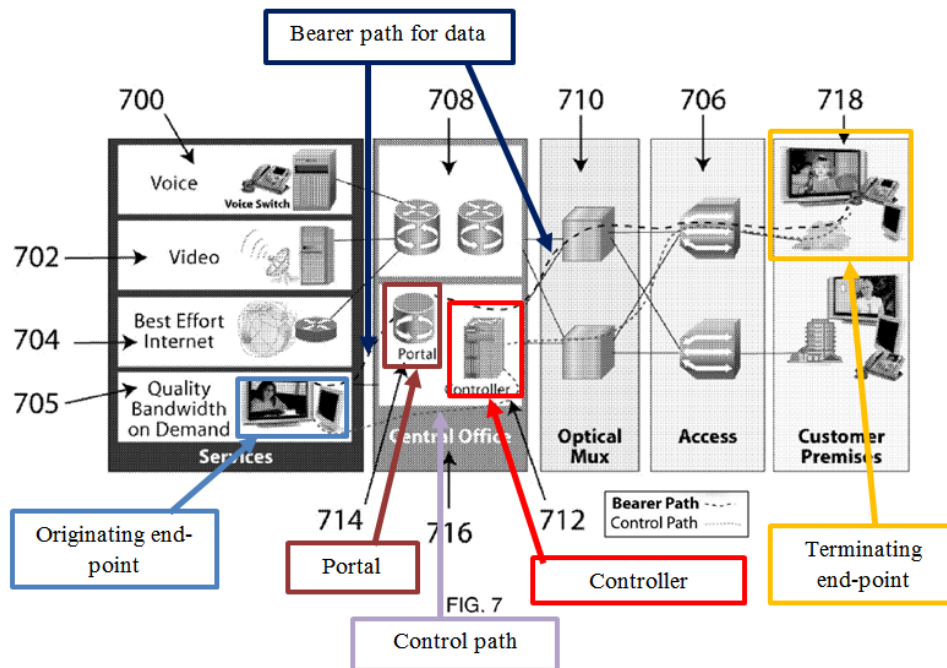 Bearer path for data
700
708
710
706
718
Voice
Voice Switch
702
Video
704
Best Effort
Internet
Portal
Controller
705
Quality
Bandwidth
on Demand
Services
Central Office
Optical
Mux
Access
Customer
Premises
Bearer Path
Control Path
714
716
712
Originating end-
point
Portal
Controller
Terminating
end-point
FIG. 7
Control path